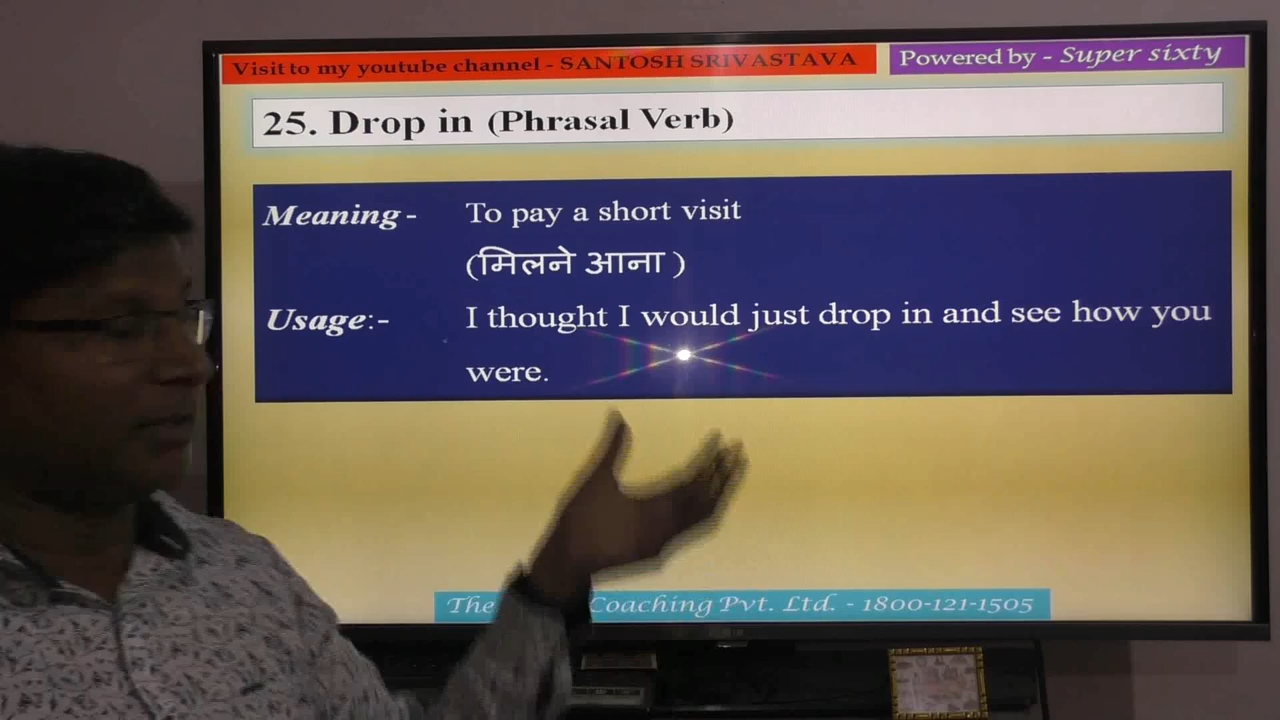 Visit to my youtube channel - SANTOSH SRIVASTAVA
Powered by - Super sixty
25. Drop in (Phrasal Verb)
Meaning - To pay a short visit
(मिलने आना )
Usage:- I thought I would just drop in and see how you
were.
The Coaching Pvt. Ltd. - 1800-121-1505